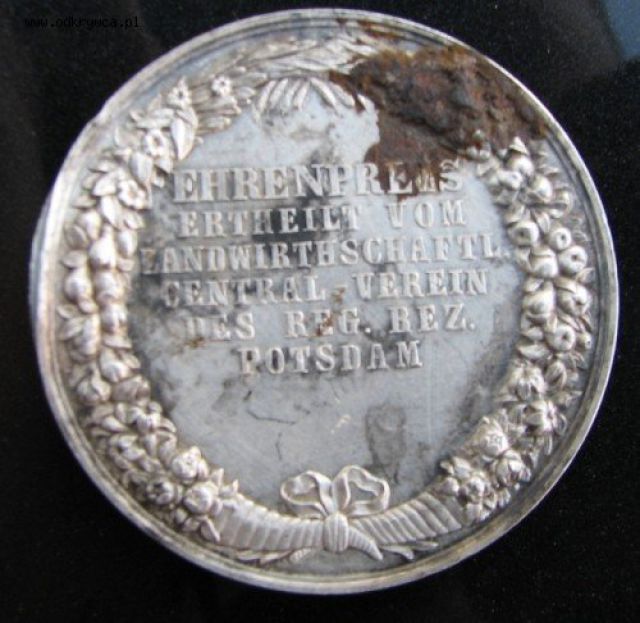 www.odkrywca.pl
EHRENPREIS
ERTHEILT VOM
LANDWIRTHSCHAFTL.
CENTRAL-VEREIN
DES REG. BEZ.
POTSDAM